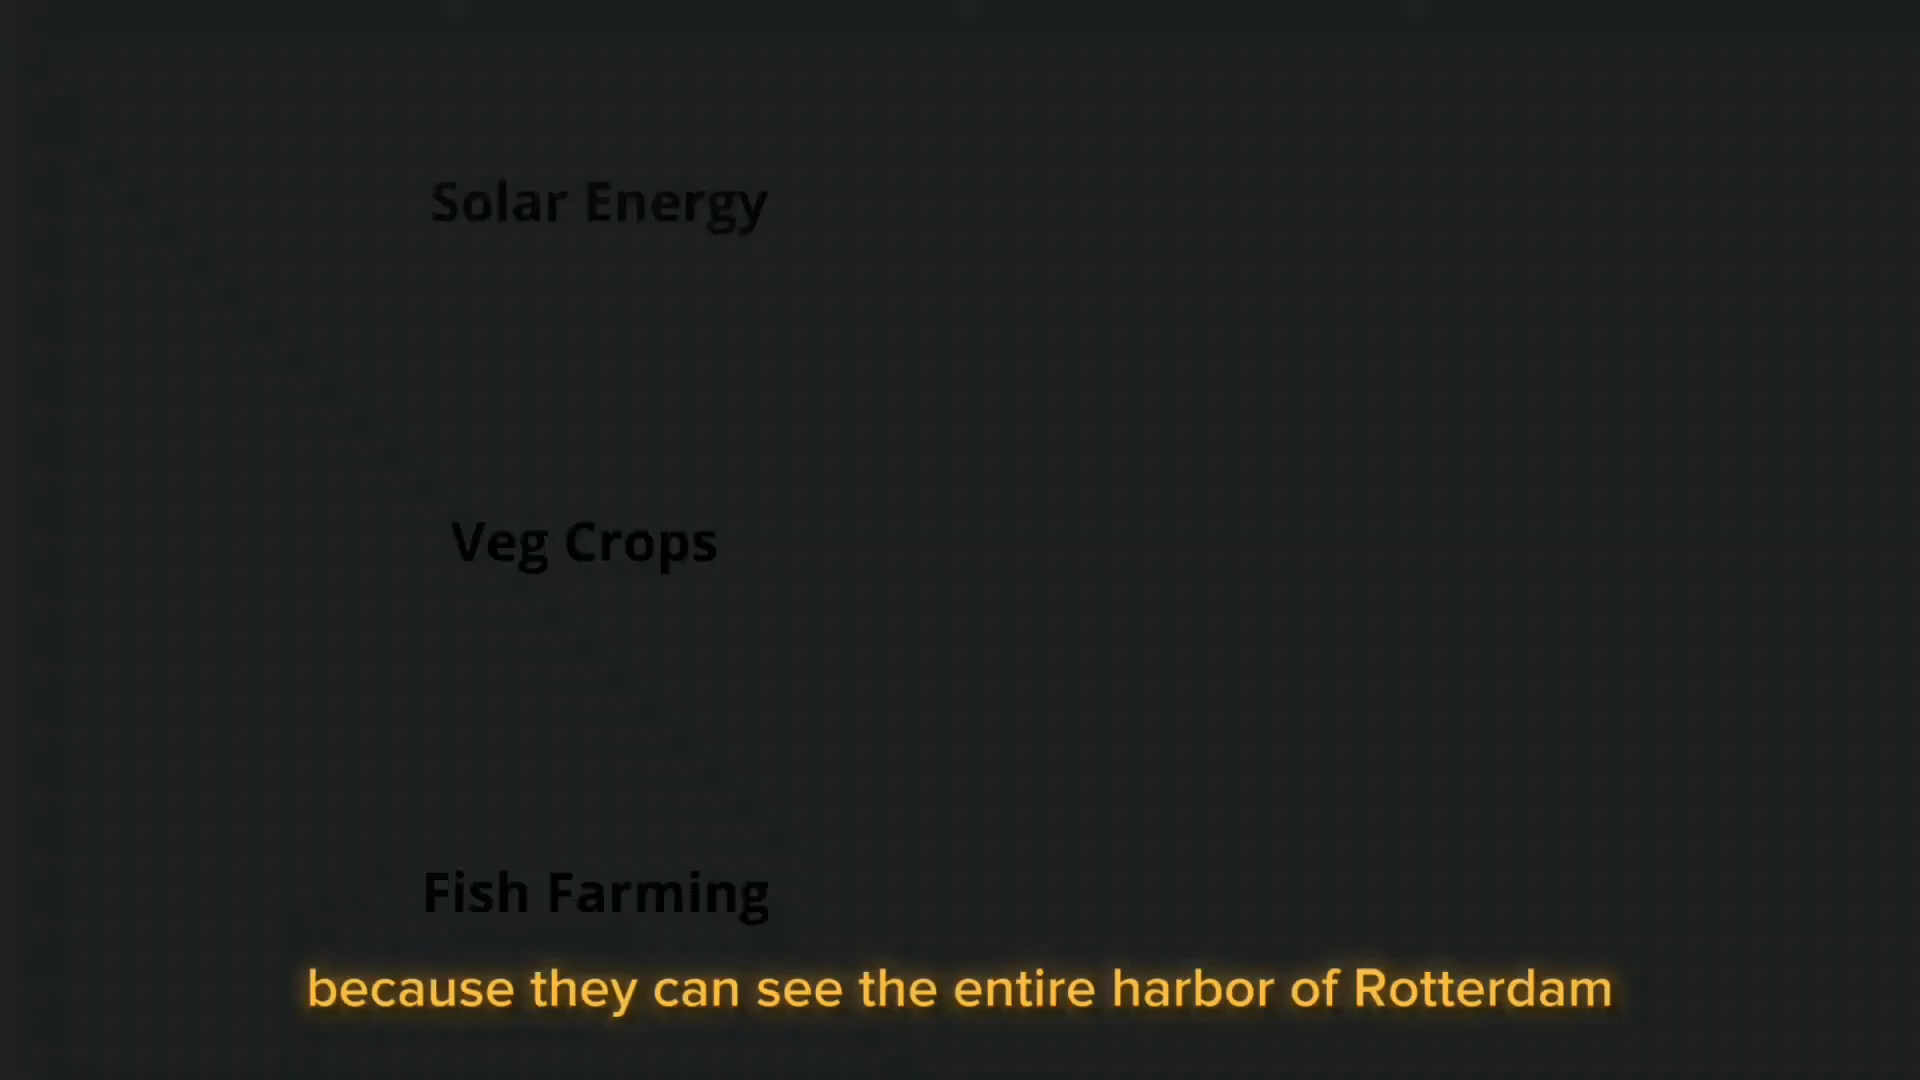 Solar Energy
Veg Crops
Fish Farming
because they can see the entire harbor of Rotterdam